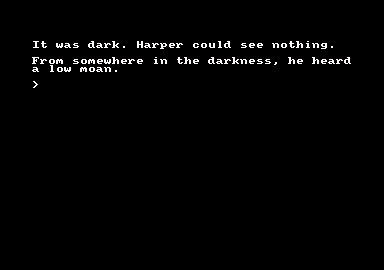 It was dark. Harper could see nothing.
From somewhere in the darkness, he heard
a low moan.
>